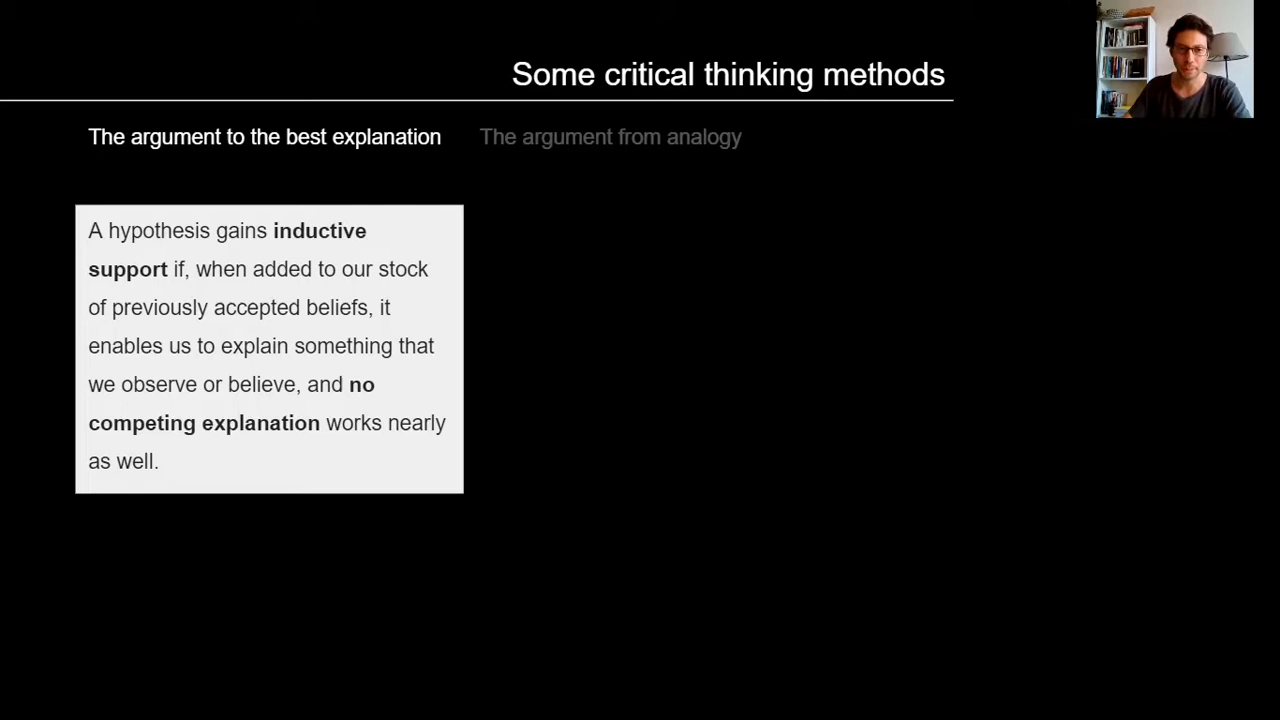 Some critical thinking methods
The argument to the best explanation
The argument from analogy
A hypothesis gains inductive
support if, when added to our stock
of previously accepted beliefs, it
enables us to explain something that
we observe or believe, and no
competing explanation works nearly
as well.